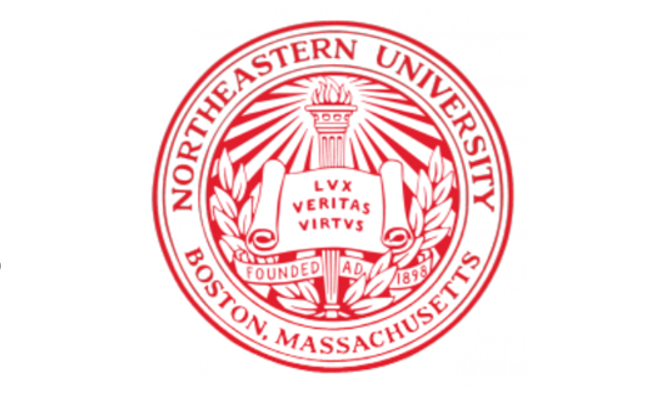 NORTHEASTERN UNIVERSITY
LVX
VERITAS
VIRTVS
FOUNDED A.D. 1898
BOSTON, MASSACHUSETTS